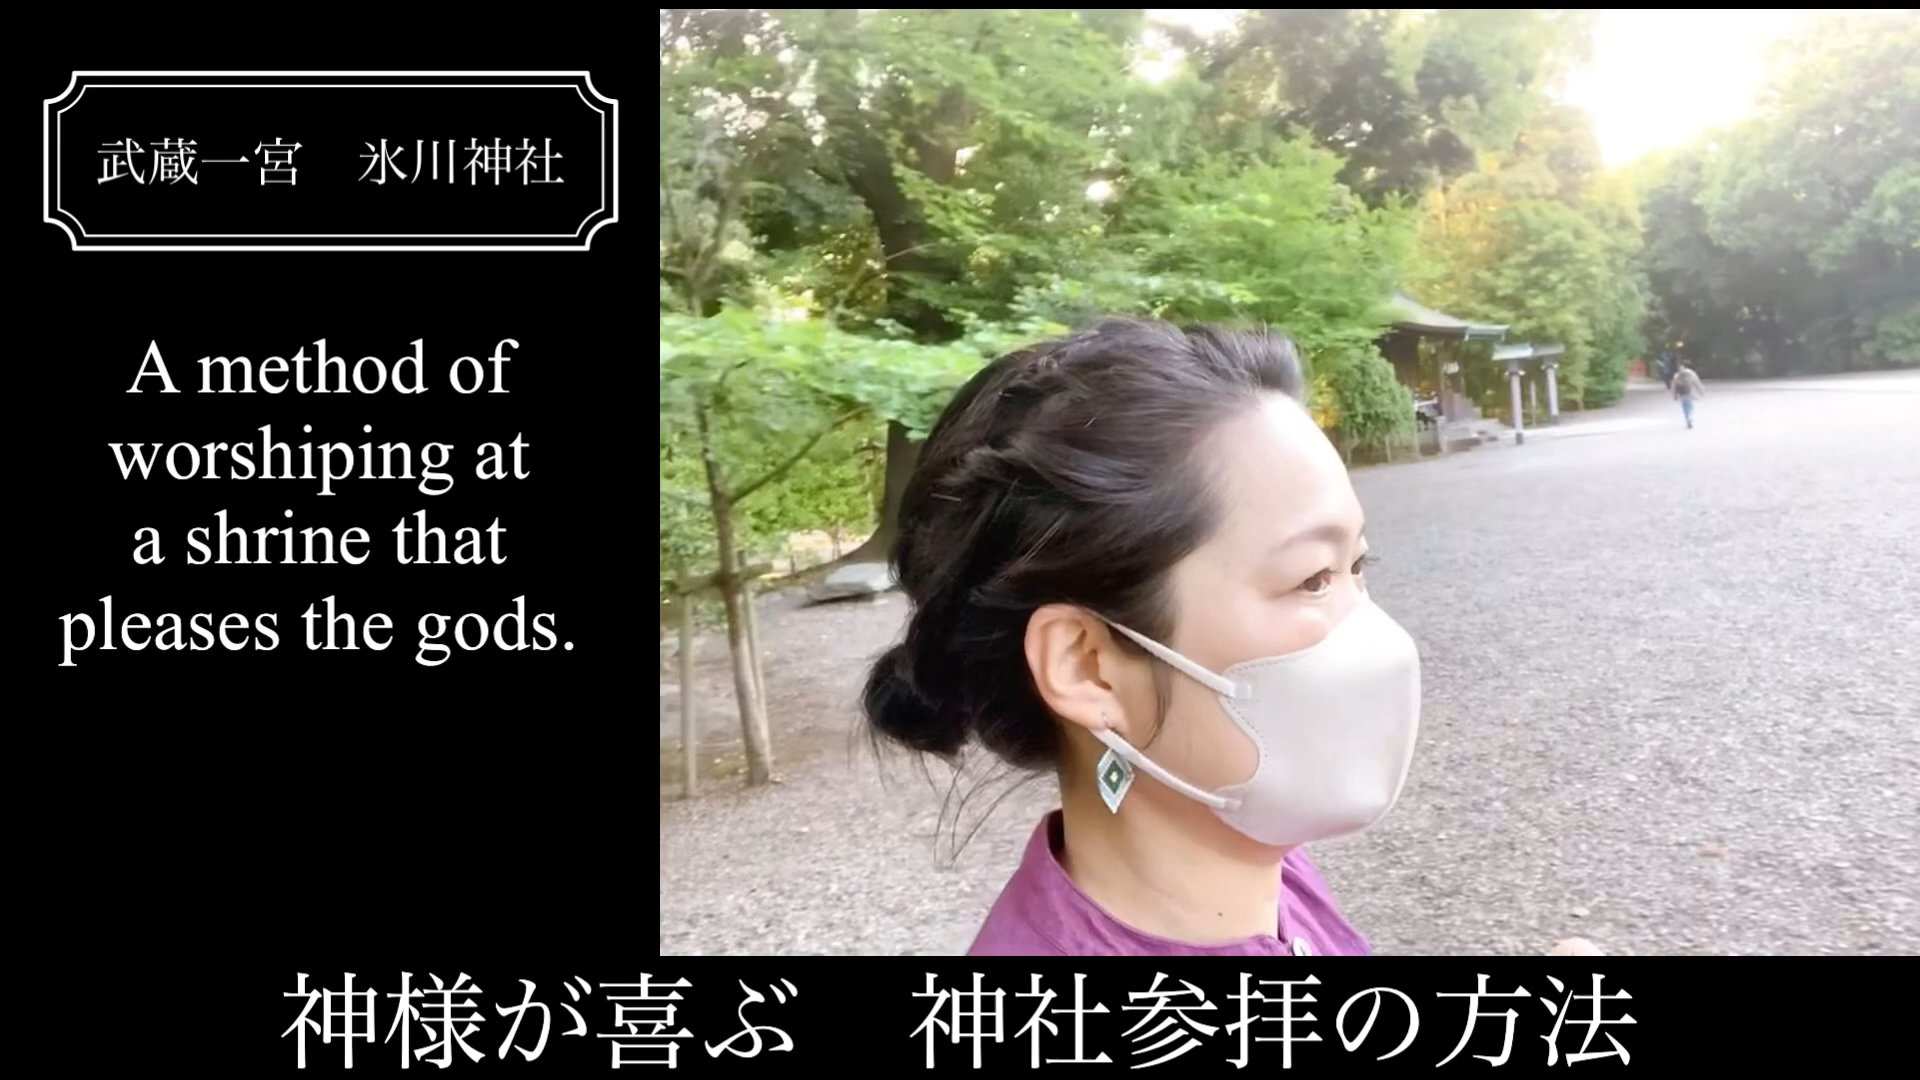 武蔵一宮　氷川神社
A method of
worshiping at
a shrine that
pleases the gods.
神様が喜ぶ　神社参拝の方法